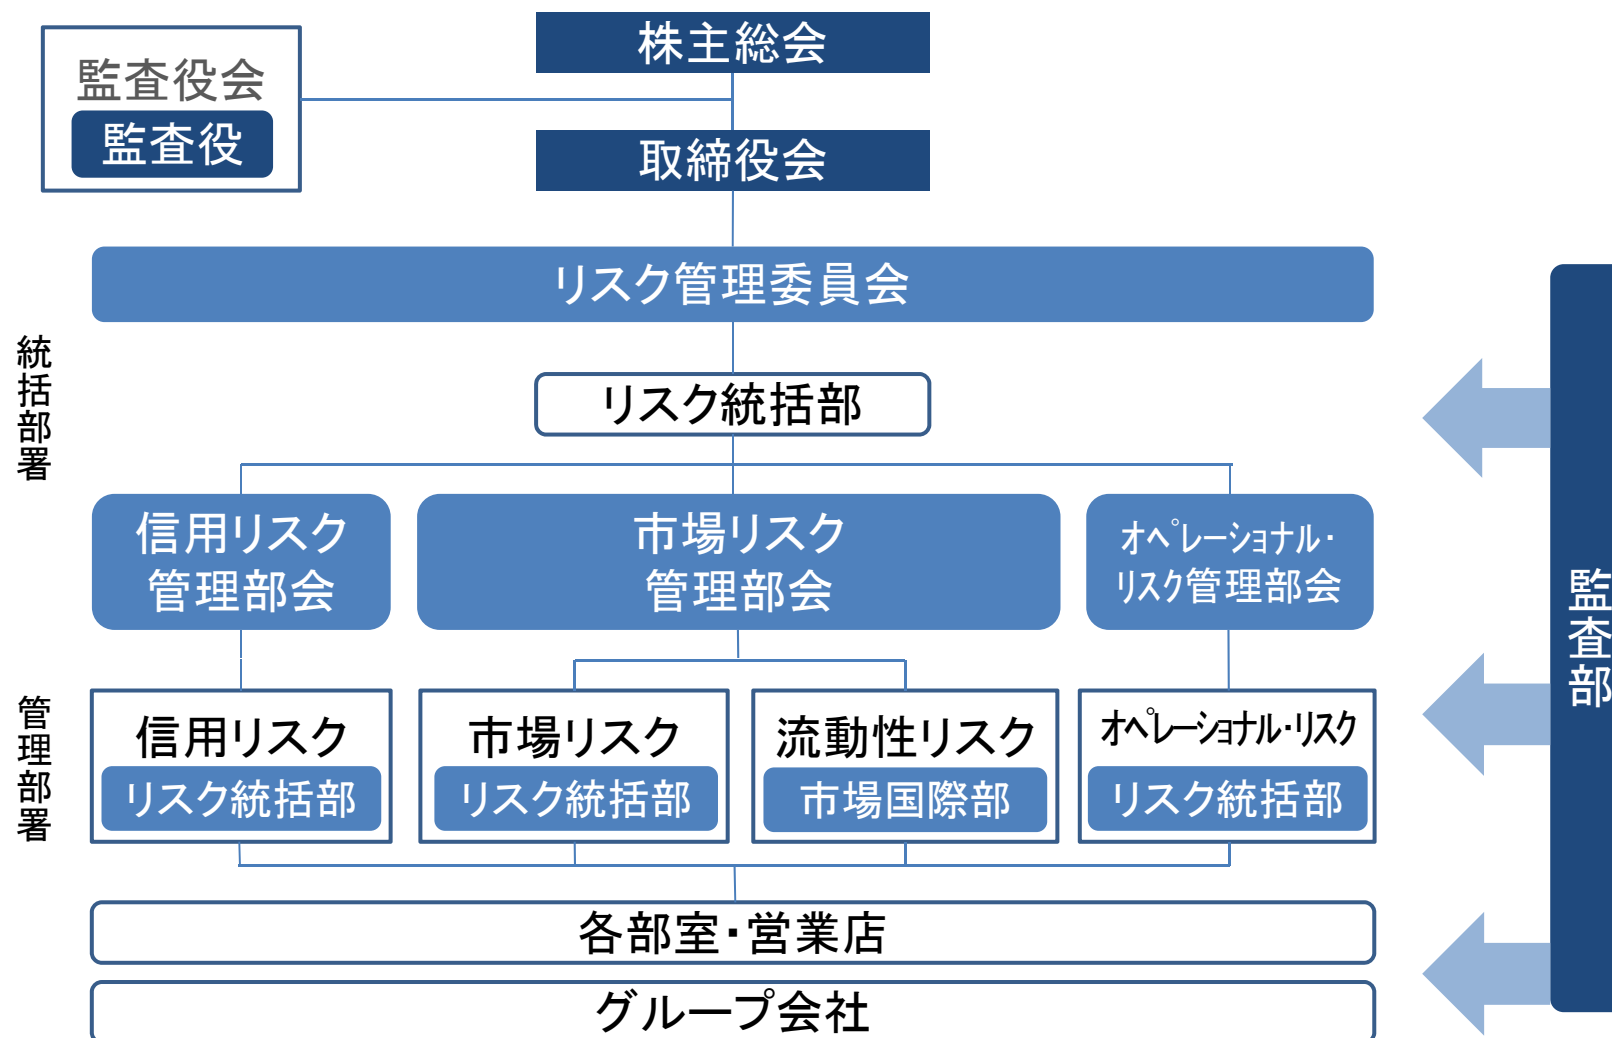 株主総会
監査役会
監査役
取締役会
リスク管理委員会
統括部署
リスク統括部
信用リスク
管理部会
市場リスク
管理部会
オペレーショナル・
リスク管理部会
監査部
管理部署
信用リスク
リスク統括部
市場リスク
リスク統括部
流動性リスク
市場国際部
オペレーショナル・リスク
リスク統括部
各部室・営業店
グループ会社